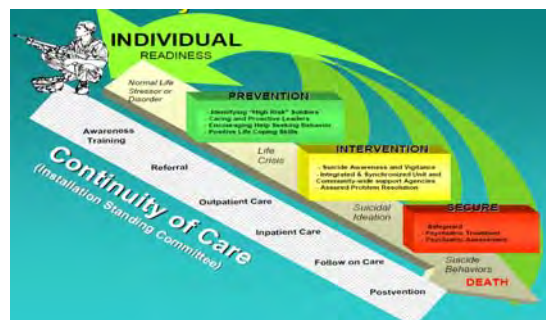 INDIVIDUAL
READINESS
Normal Life
Stressor or
Disorder
PREVENTION
- Identifying "High Risk" Soldiers
- Caring and Proactive Leaders
- Encouraging Help Seeking Behavior
- Positive Life Coping Skills
Life
Crisis
INTERVENTION
- Suicide Awareness and Vigilance
- Integrated & Synchronized Unit and
Community-wide support Agencies
- Assured Problem Resolution
Suicidal
Ideation
SECURE
- Safeguard
- Psychiatric Treatment
- Psychiatric Assessment
Suicide
Behaviors
DEATH
Awareness
Training
Referral
Outpatient Care
Inpatient Care
Follow on Care
Postvention
Continuity of Care
(Installation Standing Committee)